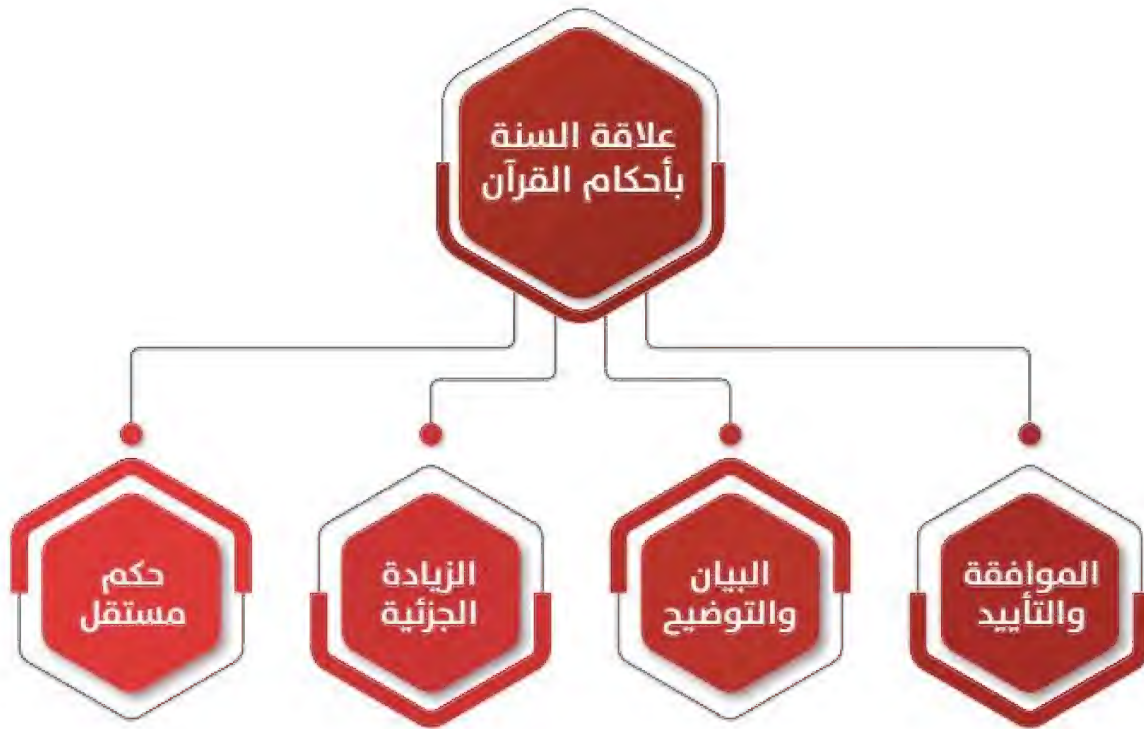 علاقة السنة
بأحكام القرآن
الموافقة
والتأييد
البيان
والتوضيح
الزيادة
الجزئية
حكم
مستقل